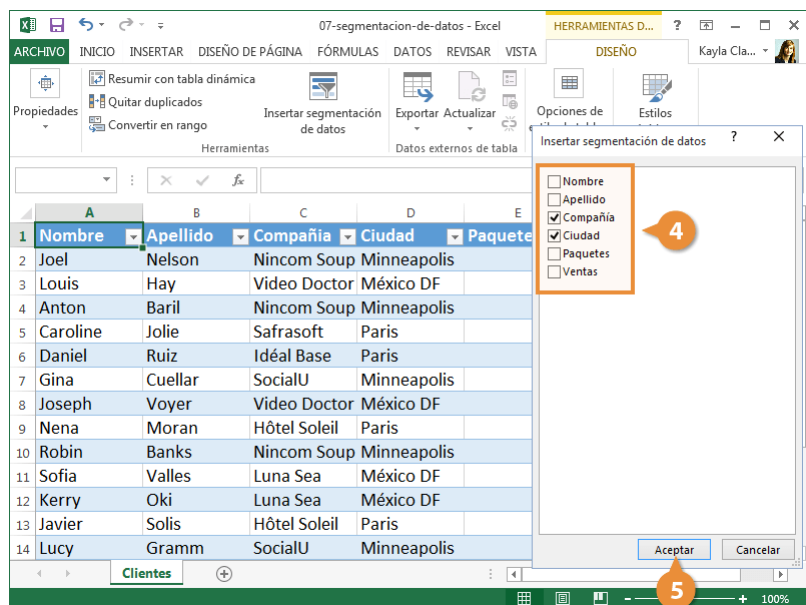 07-segmentacion-de-datos - Excel
HERRAMIENTAS D...
?
ARCHIVO INICIO INSERTAR DISEÑO DE PÁGINA FÓRMULAS DATOS REVISAR VISTA DISEÑO Kayla Cla...
Propiedades
Resumir con tabla dinámica
Quitar duplicados
Convertir en rango
Insertar segmentación
de datos
Herramientas
Exportar Actualizar
Datos externos de tabla
Opciones de
Estilos
Insertar segmentación de datos ?
Nombre
Apellido
Compañía
Ciudad
Paquetes
Ventas
4
fx
A B C D E
1 Nombre Apellido Compañia Ciudad Paquete
2 Joel Nelson Nincom Soup Minneapolis
3 Louis Hay Video Doctor México DF
4 Anton Baril Nincom Soup Minneapolis
5 Caroline Jolie Safrasoft Paris
6 Daniel Ruiz Idéal Base Paris
7 Gina Cuellar SocialU Minneapolis
8 Joseph Voyer Video Doctor México DF
9 Nena Moran Hôtel Soleil Paris
10 Robin Banks Nincom Soup Minneapolis
11 Sofia Valles Luna Sea México DF
12 Kerry Oki Luna Sea México DF
13 Javier Solis Hôtel Soleil Paris
14 Lucy Gramm SocialU Minneapolis
Aceptar Cancelar
5
Clientes
100%